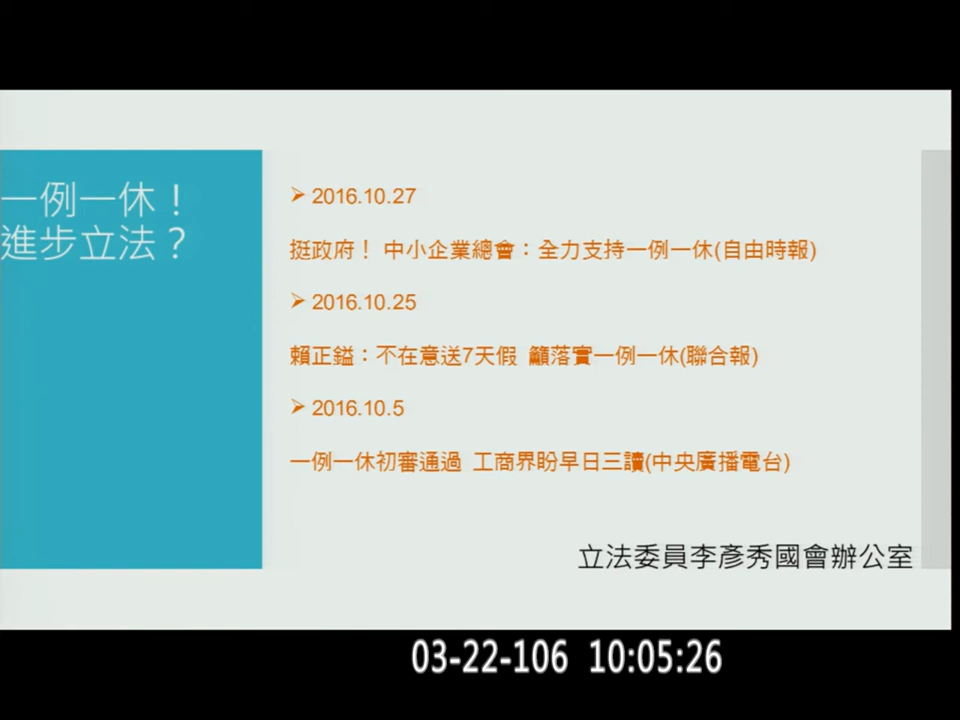 一例一休！
進步立法？
➢ 2016.10.27
挺政府！ 中小企業總會：全力支持一例一休(自由時報)
➢ 2016.10.25
賴正鎰：不在意送7天假 籲落實一例一休(聯合報)
➢ 2016.10.5
一例一休初審通過 工商界盼早日三讀(中央廣播電台)
立法委員李彥秀國會辦公室
03-22-106 10:05:26